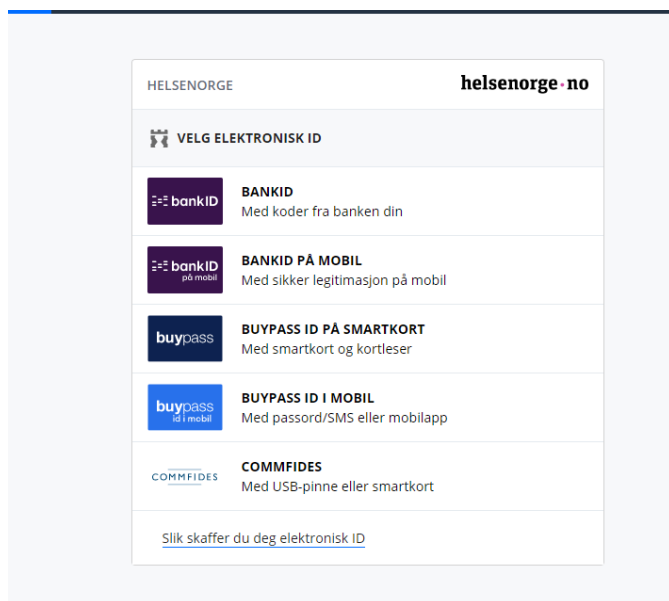 HELSENORGE
helsenorge·no
VELG ELEKTRONISK ID
bankID
BANKID
Med koder fra banken din
bankID
på mobil
BANKID PÅ MOBIL
Med sikker legitimasjon på mobil
buypass
BUYPASS ID PÅ SMARTKORT
Med smartkort og kortleser
buypass
id i mobil
BUYPASS ID I MOBIL
Med passord/SMS eller mobilapp
COMMFIDES
COMMFIDES
Med USB-pinne eller smartkort
Slik skaffer du deg elektronisk ID